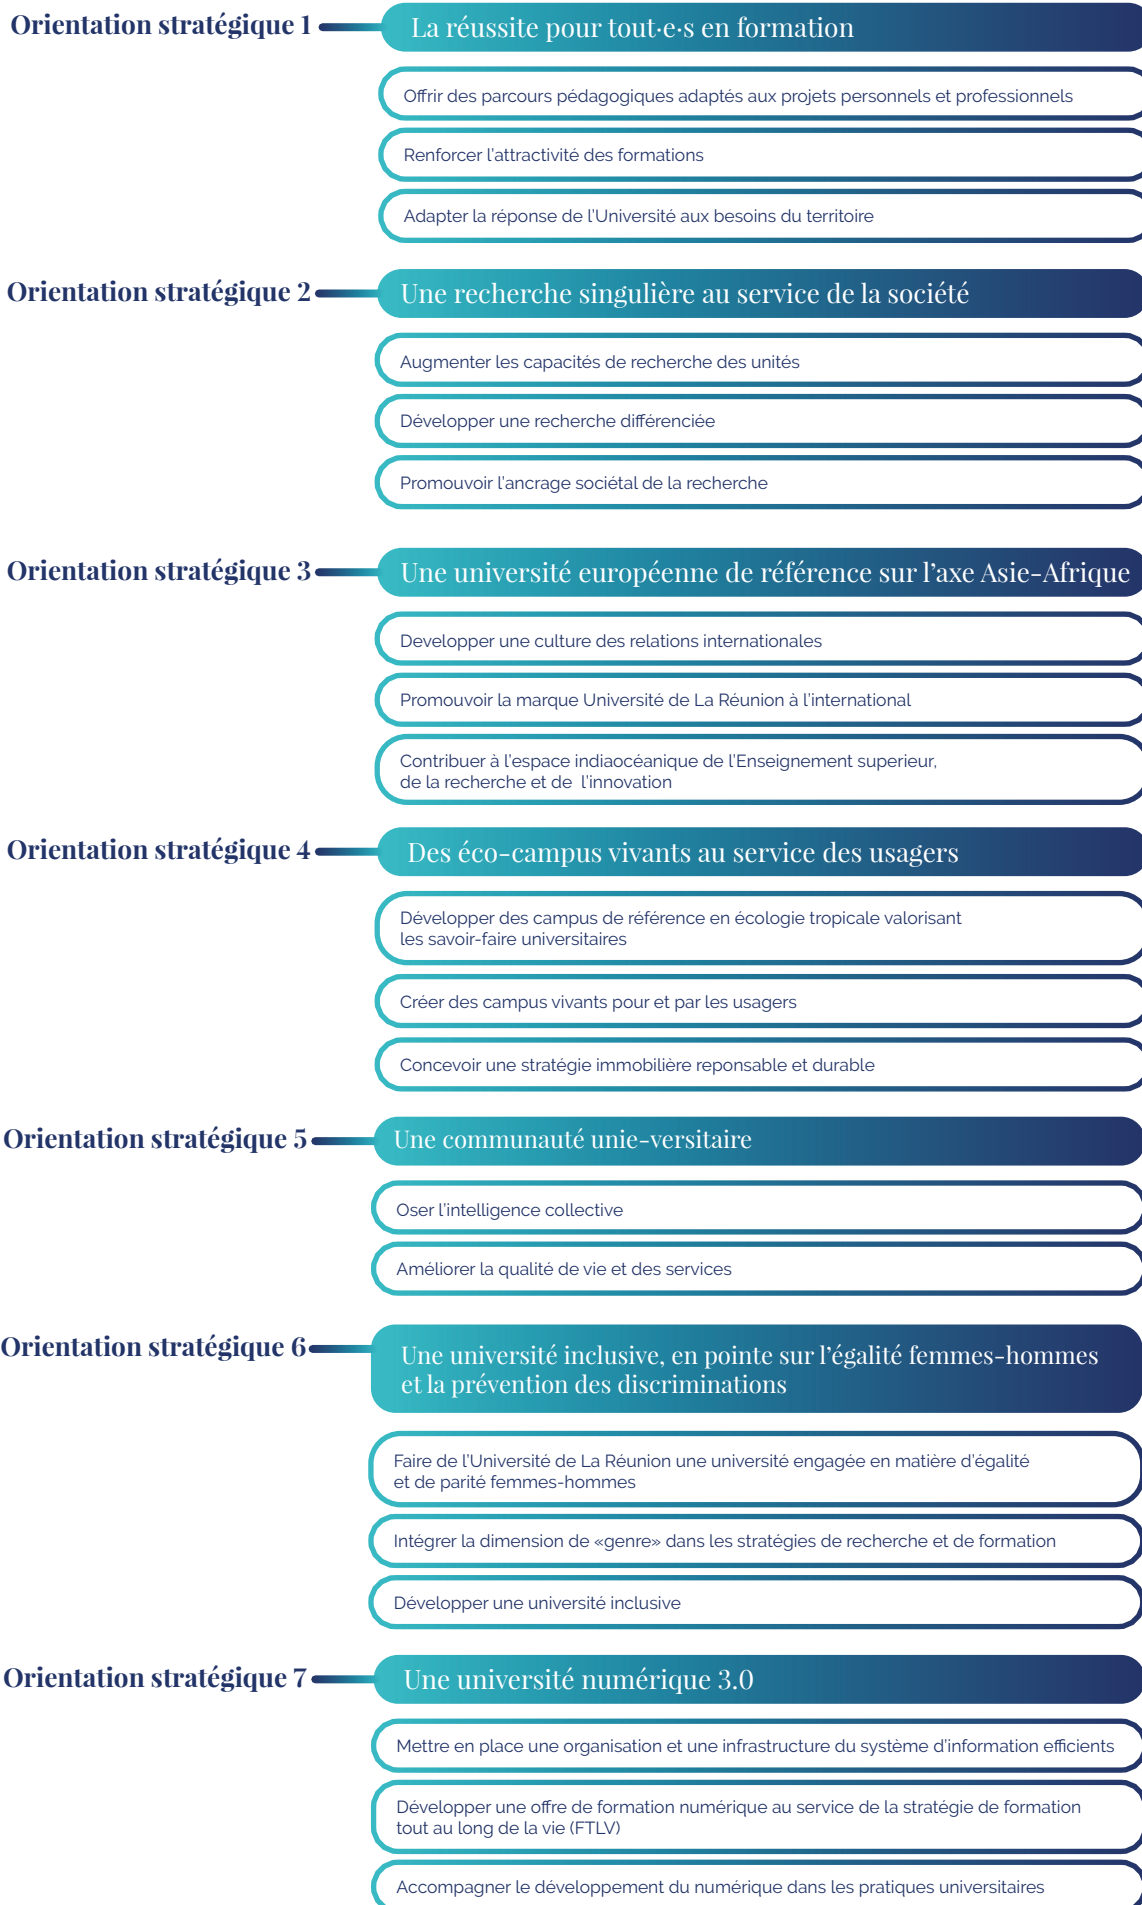 Orientation stratégique 1
La réussite pour tout·e·s en formation
Offrir des parcours pédagogiques adaptés aux projets personnels et professionnels
Renforcer l'attractivité des formations
Adapter la réponse de l'Université aux besoins du territoire
Orientation stratégique 2
Une recherche singulière au service de la société
Augmenter les capacités de recherche des unités
Développer une recherche différenciée
Promouvoir l'ancrage sociétal de la recherche
Orientation stratégique 3
Une université européenne de référence sur l'axe Asie-Afrique
Developper une culture des relations internationales
Promouvoir la marque Université de La Réunion à l'international
Contribuer à l'espace indiaocéanique de l'Enseignement superieur,
de la recherche et de l'innovation
Orientation stratégique 4
Des éco-campus vivants au service des usagers
Développer des campus de référence en écologie tropicale valorisant
les savoir-faire universitaires
Créer des campus vivants pour et par les usagers
Concevoir une stratégie immobilière reponsable et durable
Orientation stratégique 5
Une communauté unie-versitaire
Oser l'intelligence collective
Améliorer la qualité de vie et des services
Orientation stratégique 6
Une université inclusive, en pointe sur l'égalité femmes-hommes
et la prévention des discriminations
Faire de l'Université de La Réunion une université engagée en matière d'égalité
et de parité femmes-hommes
Intégrer la dimension de «genre» dans les stratégies de recherche et de formation
Développer une université inclusive
Orientation stratégique 7
Une université numérique 3.0
Mettre en place une organisation et une infrastructure du système d'information efficients
Développer une offre de formation numérique au service de la stratégie de formation
tout au long de la vie (FTLV)
Accompagner le développement du numérique dans les pratiques universitaires